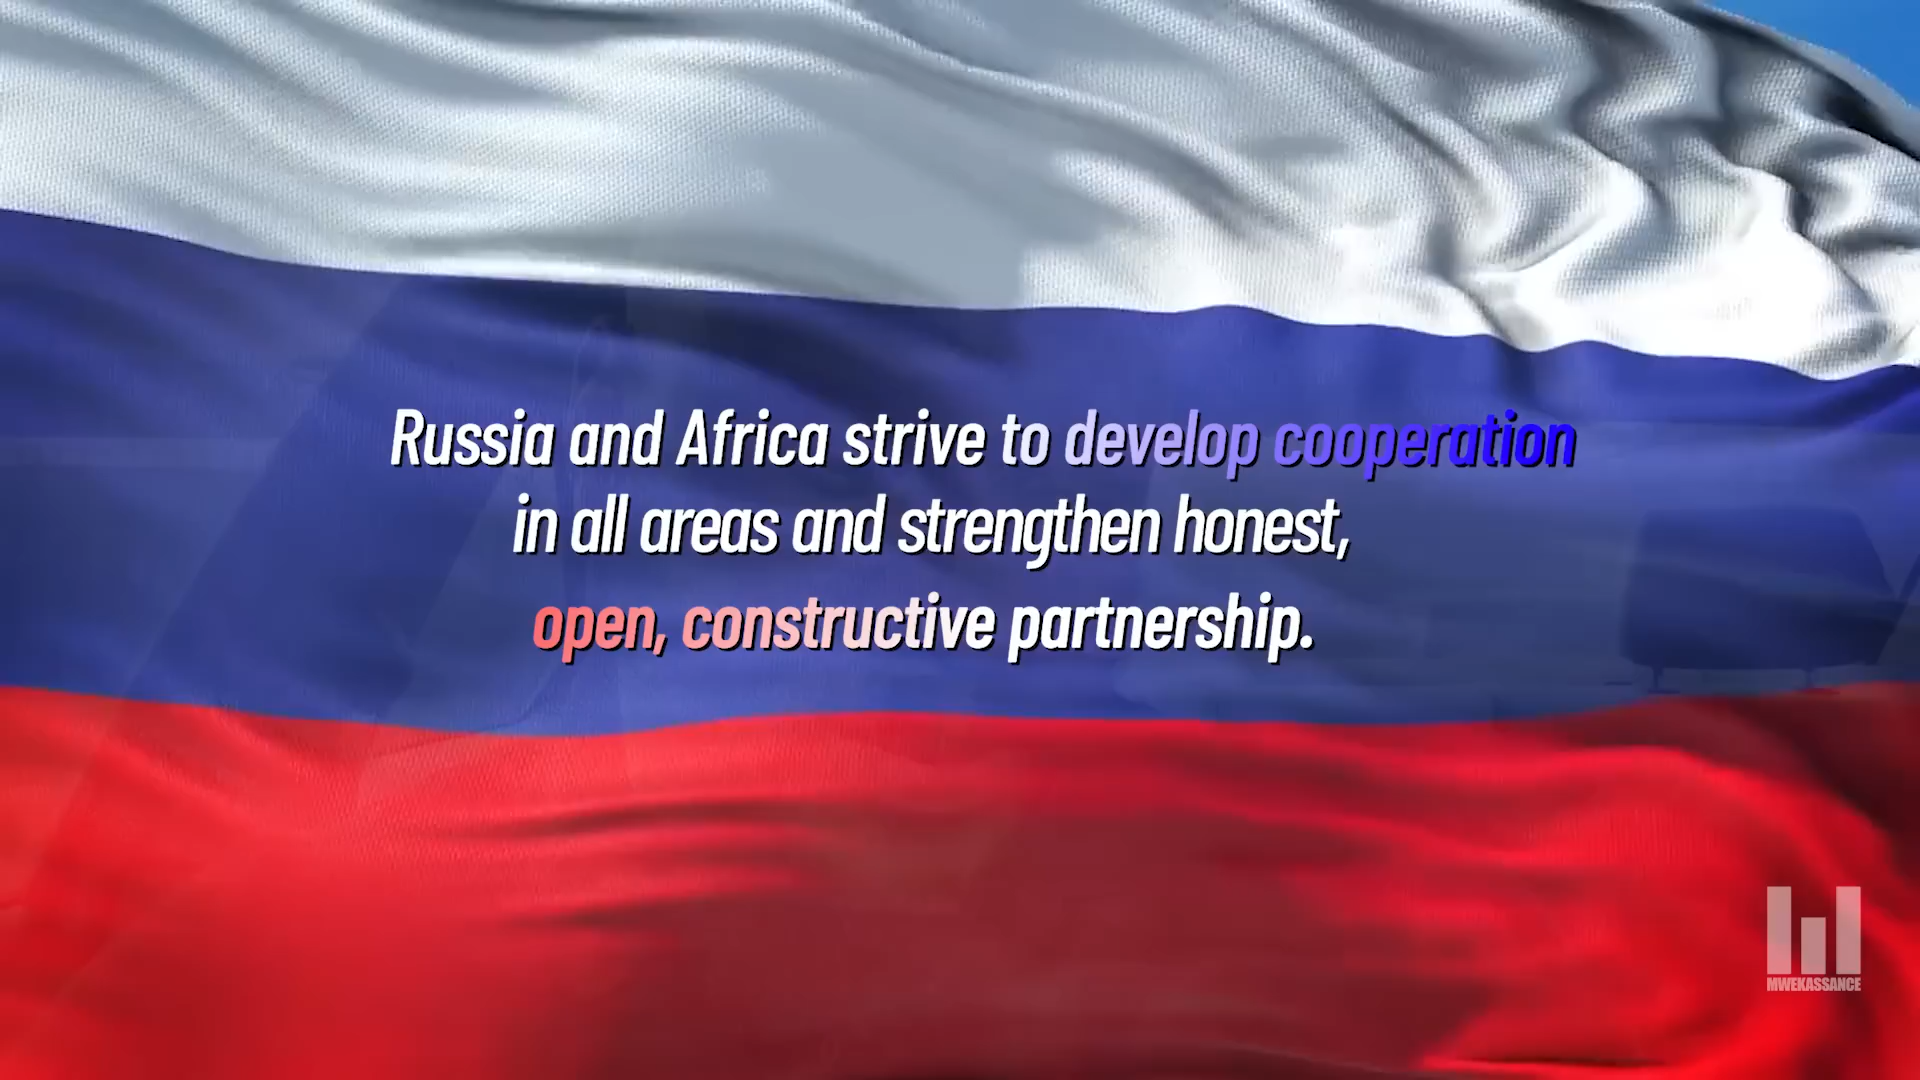 Russia and Africa strive to develop cooperation
in all areas and strengthen honest,
open, constructive partnership.
MWEKASSANCE